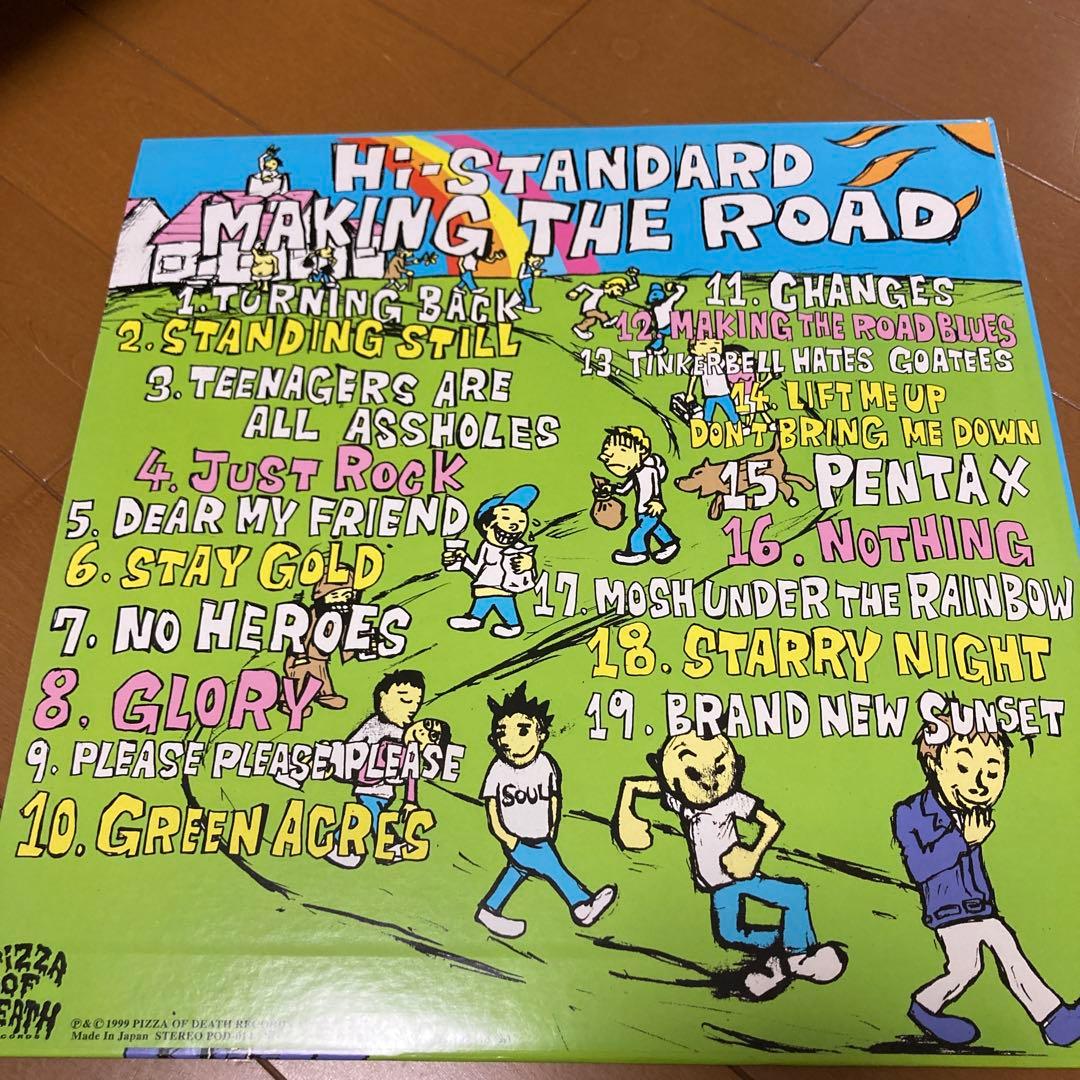 Hi-STANDARD
MAKING THE ROAD
1. TURNING BACK
2. STANDING STILL
3. TEENAGERS ARE
ALL ASSHOLES
4. JUST ROCK
5. DEAR MY FRIEND
6. STAY GOLD
7. NO HEROES
8. GLORY
9. PLEASE PLEASE PLEASE
10. GREEN ACRES
11. CHANGES
12. MAKING THE ROAD BLUES
13. TINKERBELL HATES GOATEES
14. LIFT ME UP
DON'T BRING ME DOWN
15. PENTAX
16. NOTHING
17. MOSH UNDER THE RAINBOW
18. STARRY NIGHT
19. BRAND NEW SUNSET
SOUL
PIZZA
OF
DEATH
RECORDS
℗ & © 1999 PIZZA OF DEATH RECORDS
Made In Japan STEREO